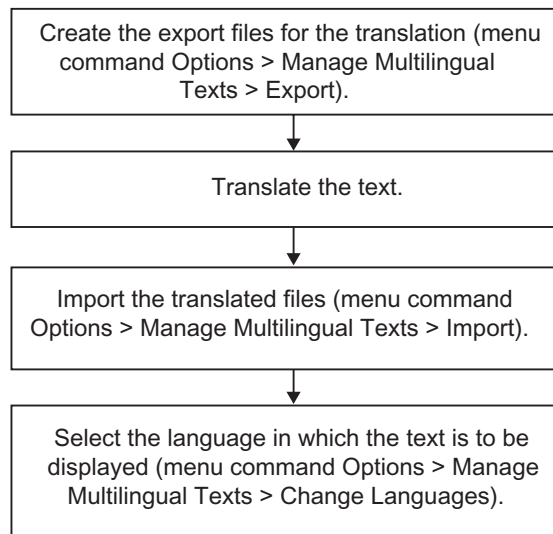 Create the export files for the translation (menu
command Options > Manage Multilingual
Texts > Export).
Translate the text.
Import the translated files (menu command
Options > Manage Multilingual Texts > Import).
Select the language in which the text is to be
displayed (menu command Options > Manage
Multilingual Texts > Change Languages).